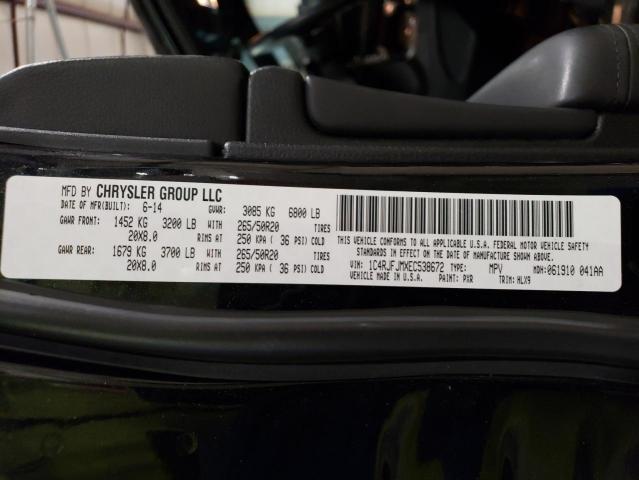 MFD BY CHRYSLER GROUP LLC
DATE OF MFR(BUILT): 6-14 GVWR: 3085 KG 6800 LB
GAWR FRONT: 1452 KG 3200 LB WITH 265/50R20 TIRES
20X8.0 RIMS AT 250 KPA ( 36 PSI) COLD
GAWR REAR: 1679 KG 3700 LB WITH 265/50R20 TIRES
20X8.0 RIMS AT 250 KPA ( 36 PSI) COLD
THIS VEHICLE CONFORMS TO ALL APPLICABLE U.S.A. FEDERAL MOTOR VEHICLE SAFETY
STANDARDS IN EFFECT ON THE DATE OF MANUFACTURE SHOWN ABOVE.
VIN: 1C4RJFJMXEC538672 TYPE: MPV MDH: 061910 041AA
VEHICLE MADE IN U.S.A. PAINT: PXR TRIM: HLX9